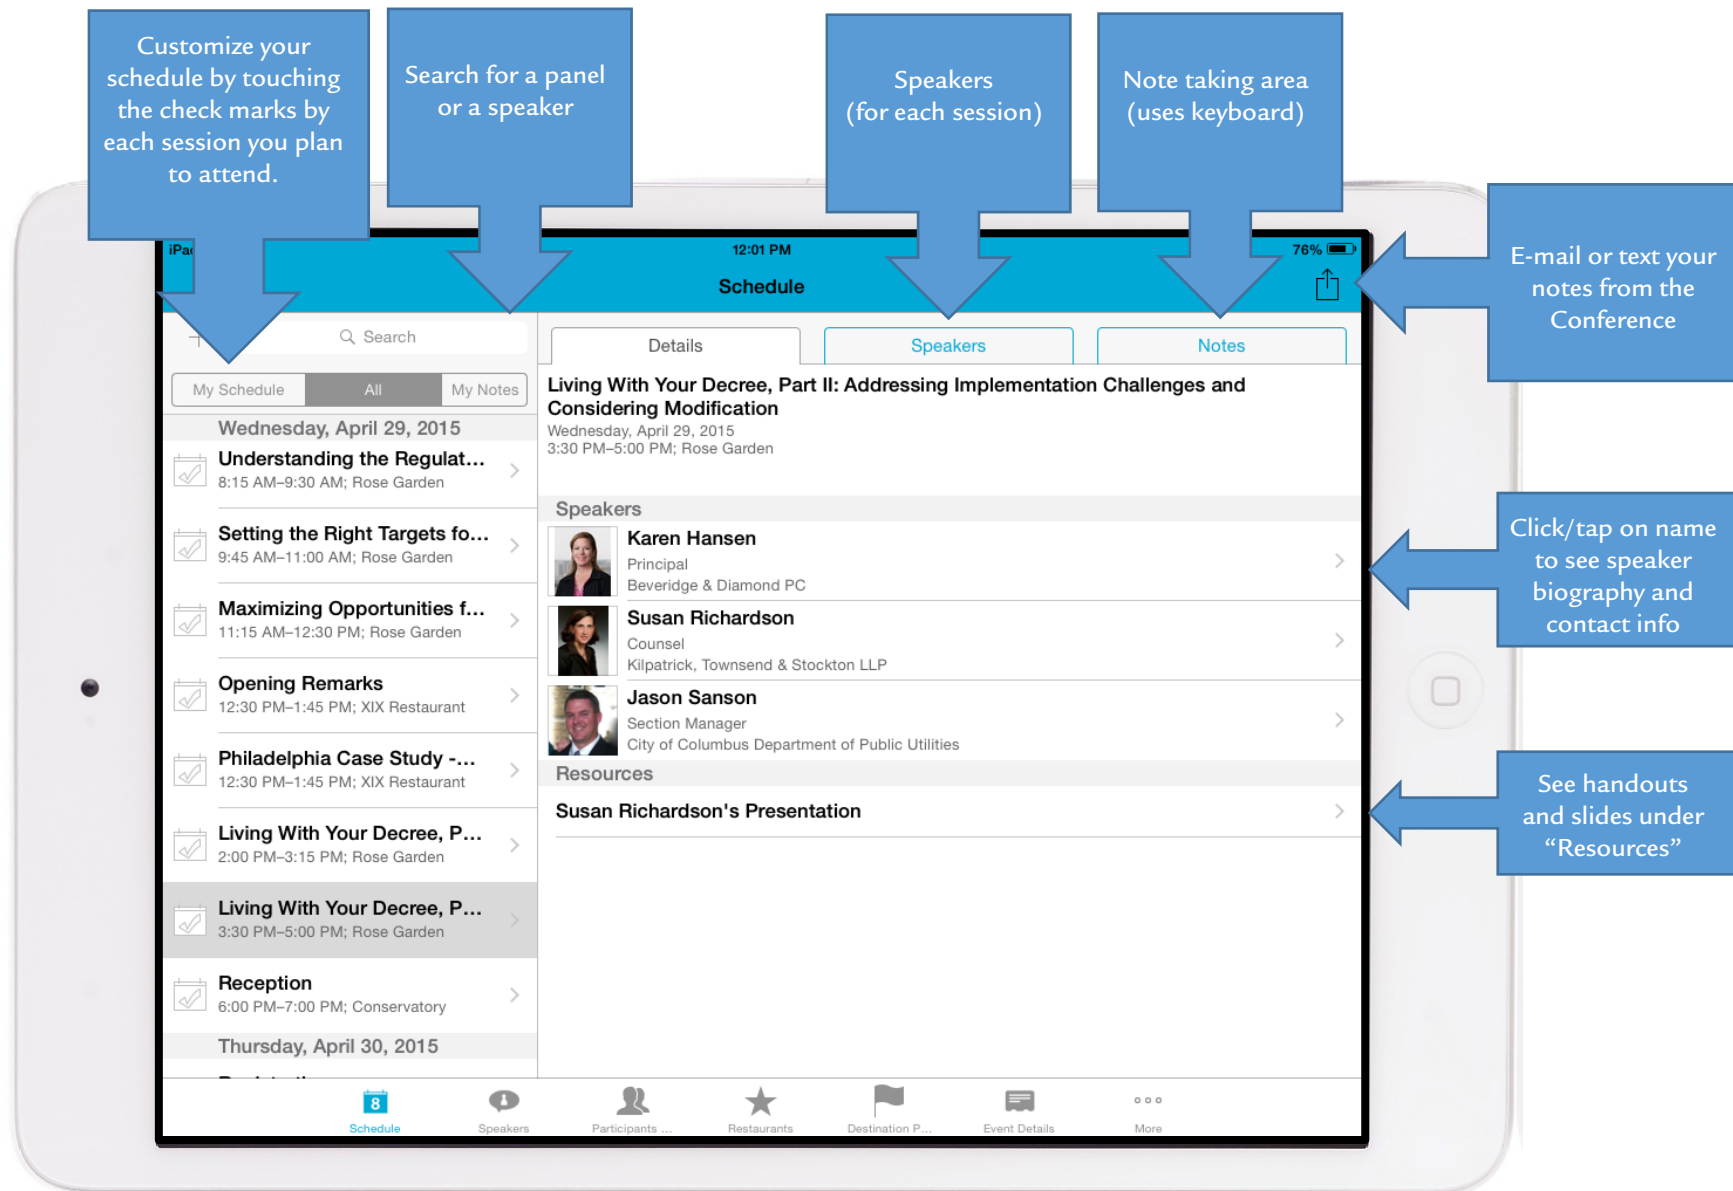 Customize your
schedule by touching
the check marks by
each session you plan
to attend.
Search for a panel
or a speaker
Speakers
(for each session)
Note taking area
(uses keyboard)
E-mail or text your
notes from the
Conference
Click/tap on name
to see speaker
biography and
contact info
See handouts
and slides under
“Resources”
12:01 PM
76%
Schedule
Search
My Schedule
All
My Notes
Wednesday, April 29, 2015
Understanding the Regulat...
8:15 AM–9:30 AM; Rose Garden
Setting the Right Targets fo...
9:45 AM–11:00 AM; Rose Garden
Maximizing Opportunities f...
11:15 AM–12:30 PM; Rose Garden
Opening Remarks
12:30 PM–1:45 PM; XIX Restaurant
Philadelphia Case Study -...
12:30 PM–1:45 PM; XIX Restaurant
Living With Your Decree, P...
2:00 PM–3:15 PM; Rose Garden
Living With Your Decree, P...
3:30 PM–5:00 PM; Rose Garden
Reception
6:00 PM–7:00 PM; Conservatory
Thursday, April 30, 2015
Details
Speakers
Notes
Living With Your Decree, Part II: Addressing Implementation Challenges and
Considering Modification
Wednesday, April 29, 2015
3:30 PM–5:00 PM; Rose Garden
Speakers
Karen Hansen
Principal
Beveridge & Diamond PC
Susan Richardson
Counsel
Kilpatrick, Townsend & Stockton LLP
Jason Sanson
Section Manager
City of Columbus Department of Public Utilities
Resources
Susan Richardson's Presentation
8
Schedule
Speakers
Participants ...
Restaurants
Destination P...
Event Details
More